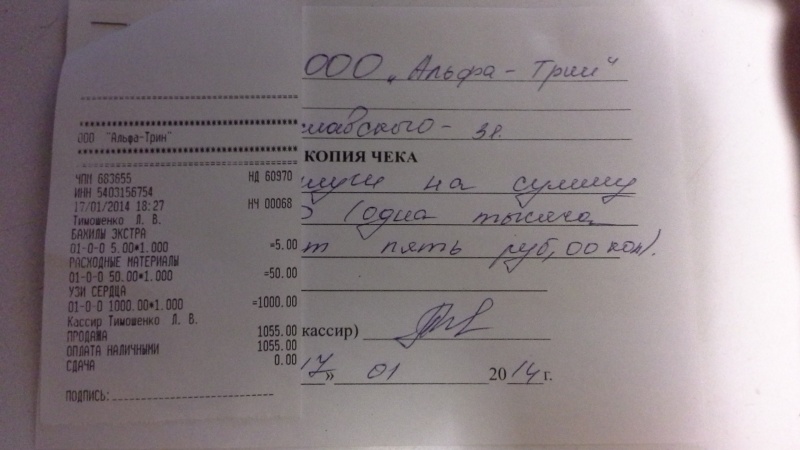 ООО "Альфа-Трин"
ЧПМ 683655 НД 60970
ИНН 5403156754
17/01/2014 18:27 НЧ 00068
Тимошенко Л. В.
БАХИЛЫ ЭКСТРА
01-0-0 5.00*1.000 =5.00
РАСХОДНЫЕ МАТЕРИАЛЫ
01-0-0 50.00*1.000 =50.00
УЗИ СЕРДЦА
01-0-0 1000.00*1.000 =1000.00
Кассир Тимошенко Л. В.
ПРОДАЖА 1055.00
ОПЛАТА НАЛИЧНЫМИ 1055.00
СДАЧА 0.00
ПОДПИСЬ:
ООО „Альфа-Трин"
славского-
КОПИЯ ЧЕКА
луги на сумму
(одна тысяча
т пять руб, 00 коп).
кассир)
17 » 01 2014 г.